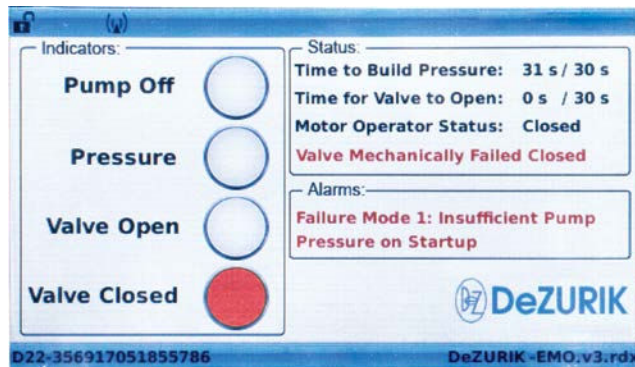 Indicators:
Pump Off
Pressure
Valve Open
Valve Closed
Status:
Time to Build Pressure: 31 s / 30 s
Time for Valve to Open: 0 s / 30 s
Motor Operator Status: Closed
Valve Mechanically Failed Closed
Alarms:
Failure Mode 1: Insufficient Pump
Pressure on Startup
DeZURIK
D22-356917051855786
DeZURIK-EMO.v3.rdx